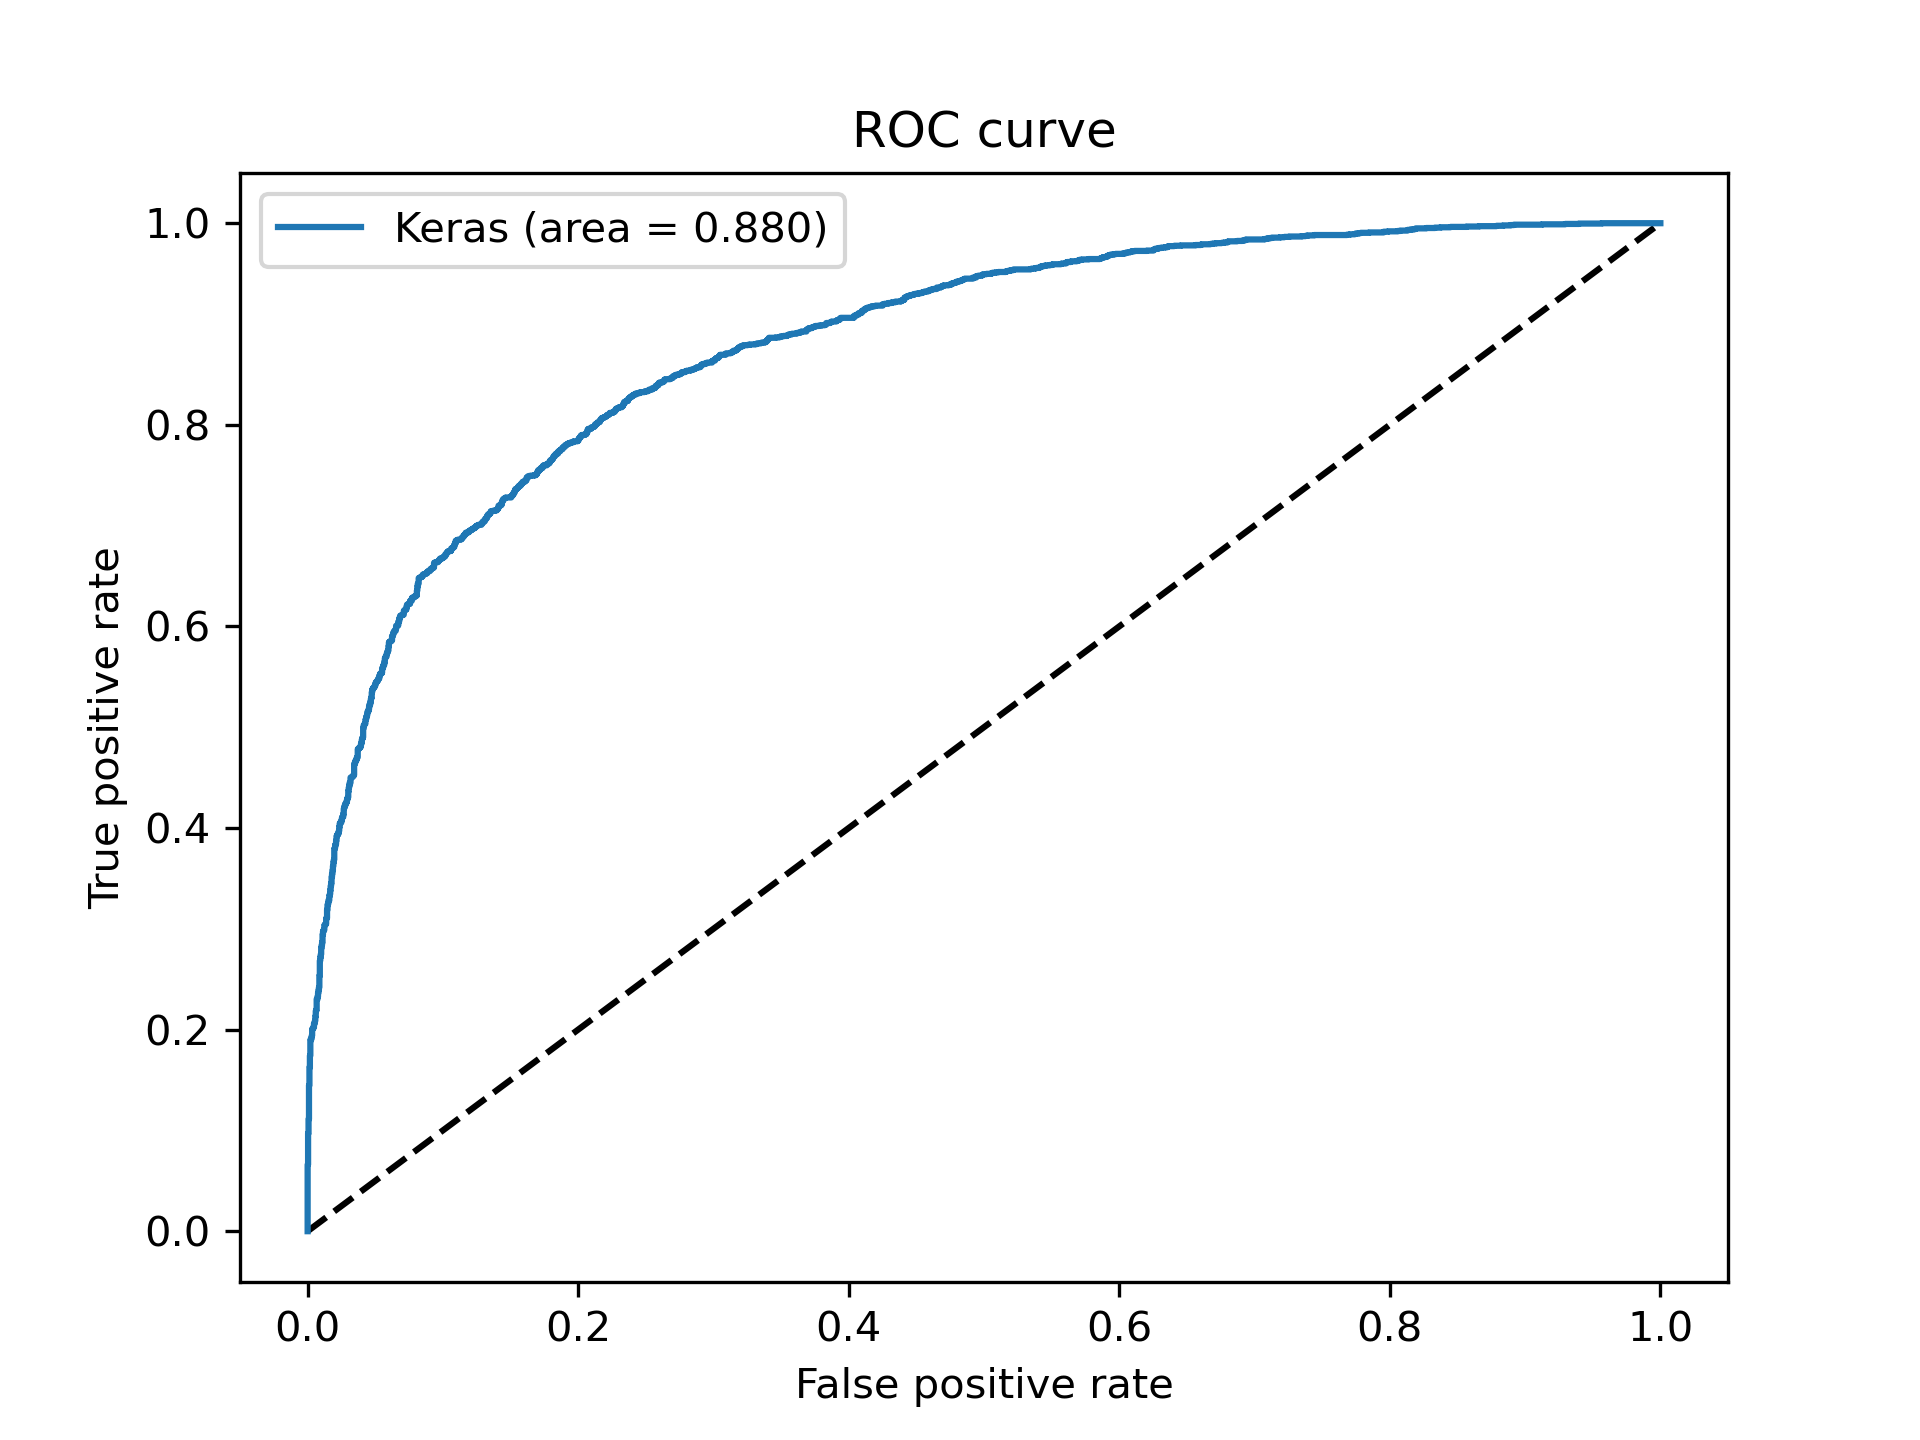 ROC curve
Keras (area = 0.880)
1.0
0.8
0.6
0.4
0.2
0.0
True positive rate
0.0 0.2 0.4 0.6 0.8 1.0
False positive rate